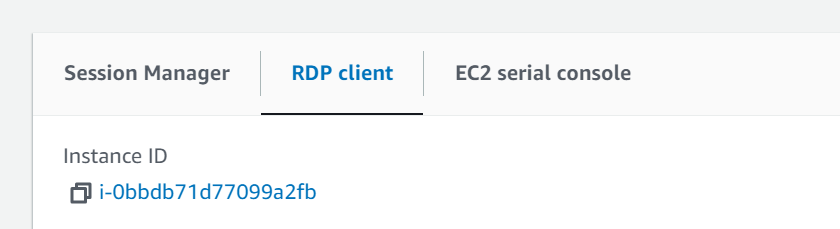 Session Manager RDP client EC2 serial console
Instance ID
i-0bbdb71d77099a2fb